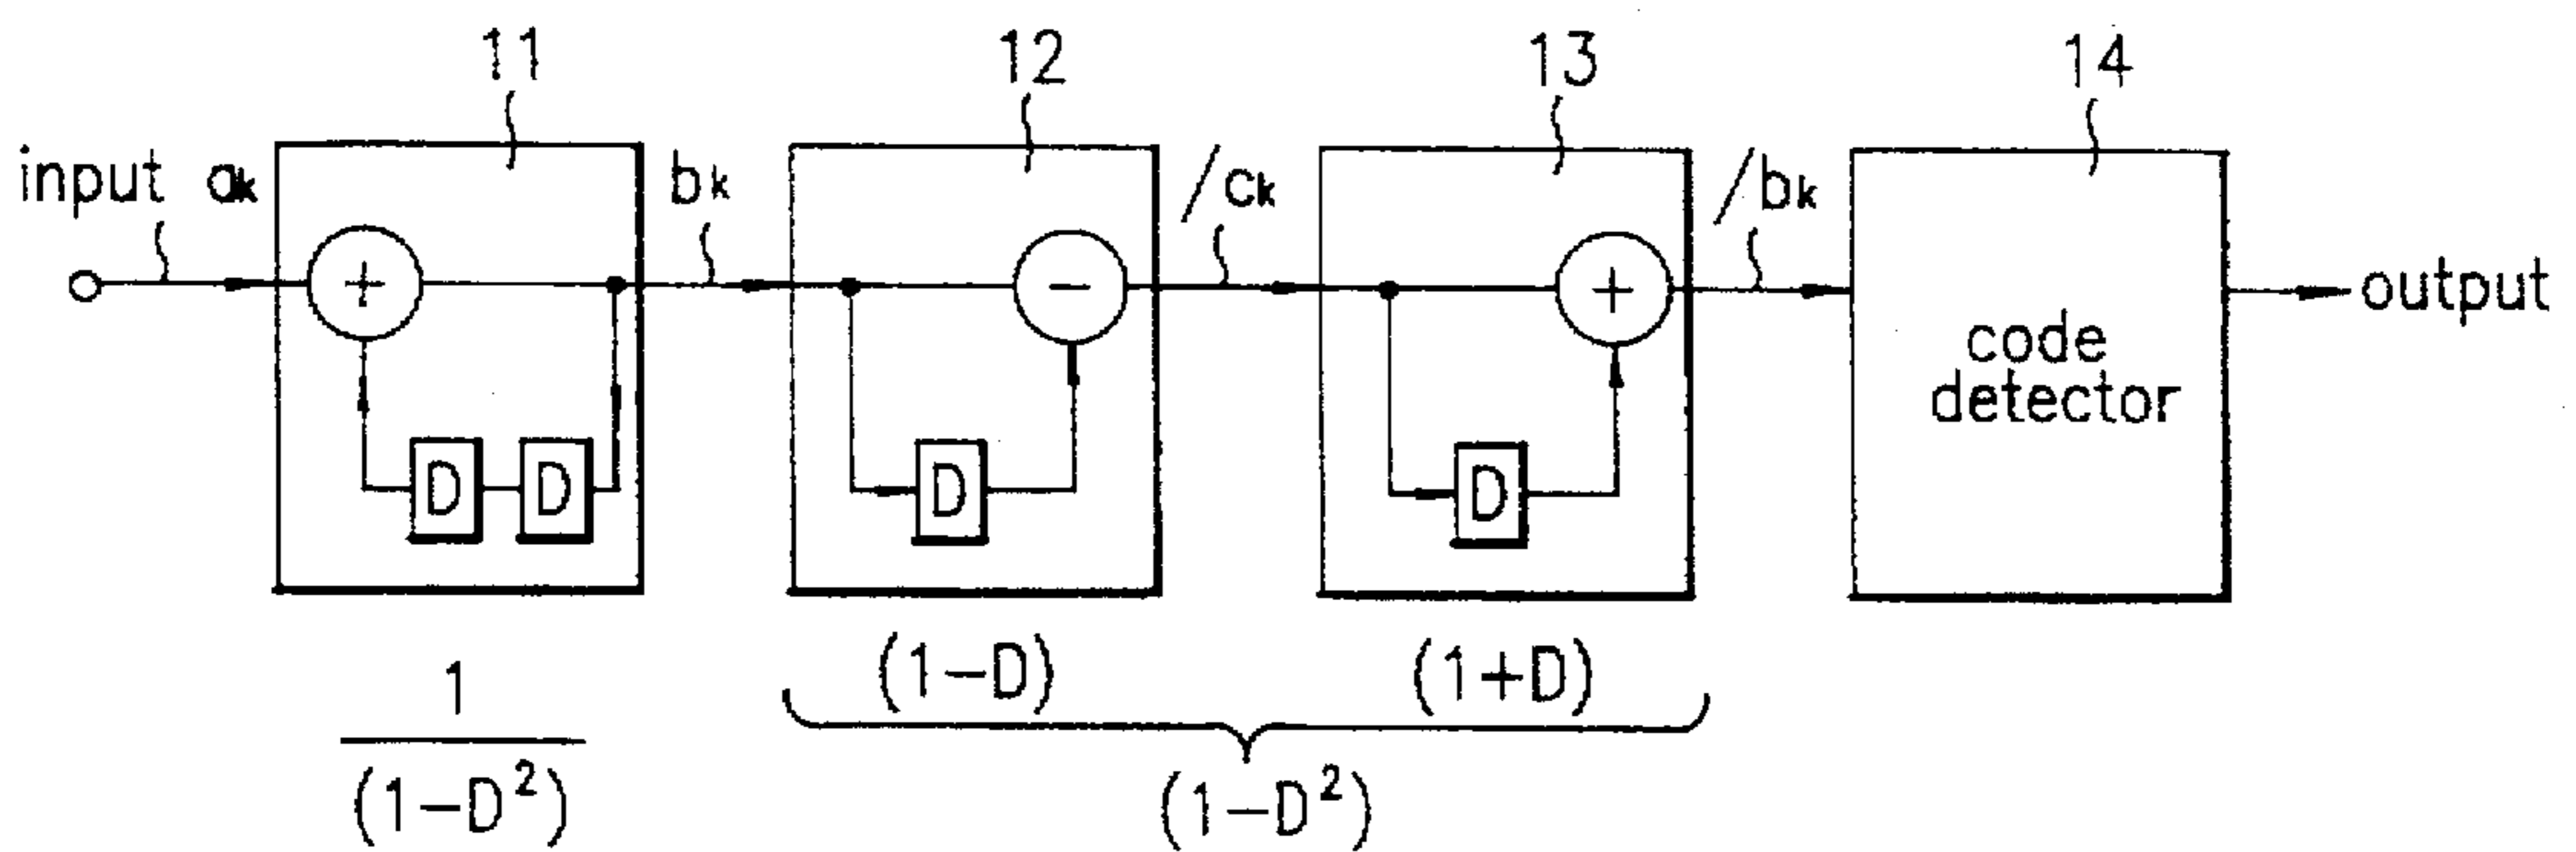 11 12 13 14
input ak bk /ck /bk
+ − +
D D D D
code
detector
output
(1−D) (1+D)
1
(1−D²) (1−D²)